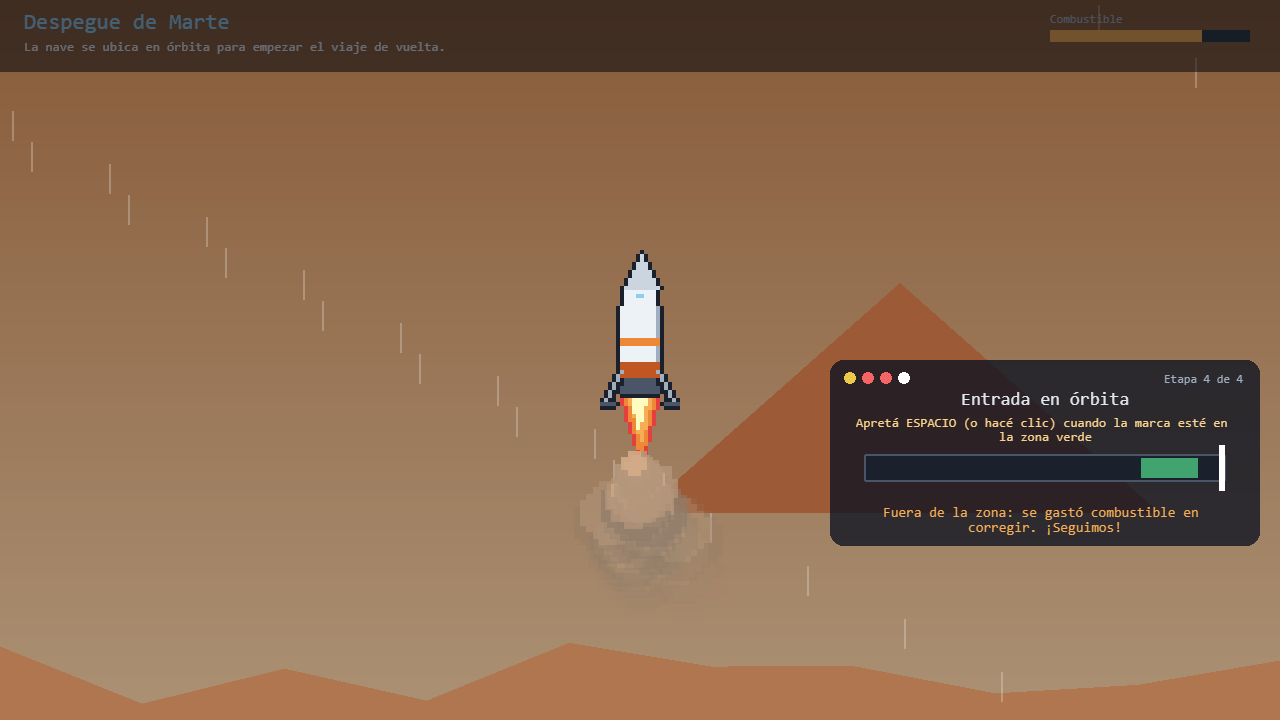 Despegue de Marte
La nave se ubica en órbita para empezar el viaje de vuelta.
Combustible
Etapa 4 de 4
Entrada en órbita
Apretá ESPACIO (o hacé clic) cuando la marca esté en
la zona verde
Fuera de la zona: se gastó combustible en
corregir. ¡Seguimos!